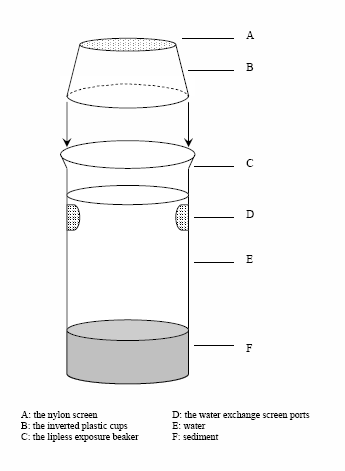 A
B
C
D
E
F
A: the nylon screen
B: the inverted plastic cups
C: the lipless exposure beaker
D: the water exchange screen ports
E: water
F: sediment